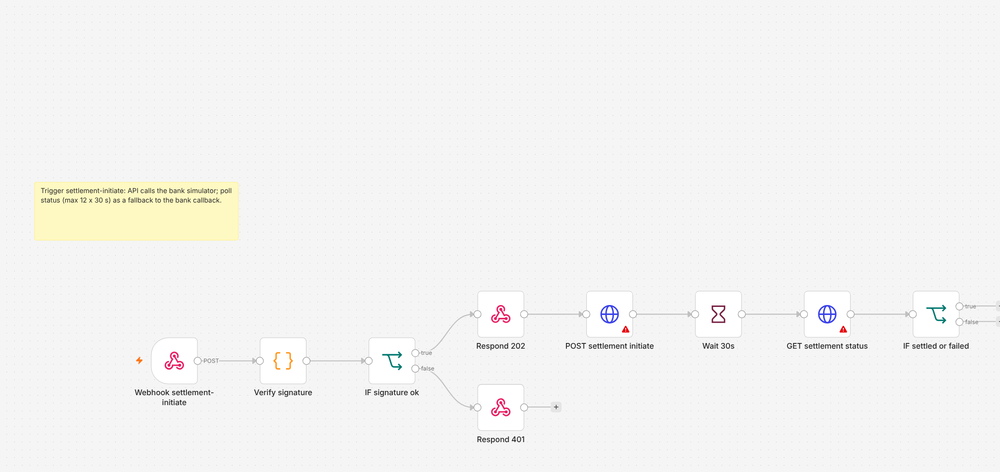 Trigger settlement-initiate: API calls the bank simulator; poll
status (max 12 x 30 s) as a fallback to the bank callback.
POST
Webhook settlement-
initiate
Verify signature
true
false
IF signature ok
Respond 202
Respond 401
POST settlement initiate
Wait 30s
GET settlement status
true
false
IF settled or failed